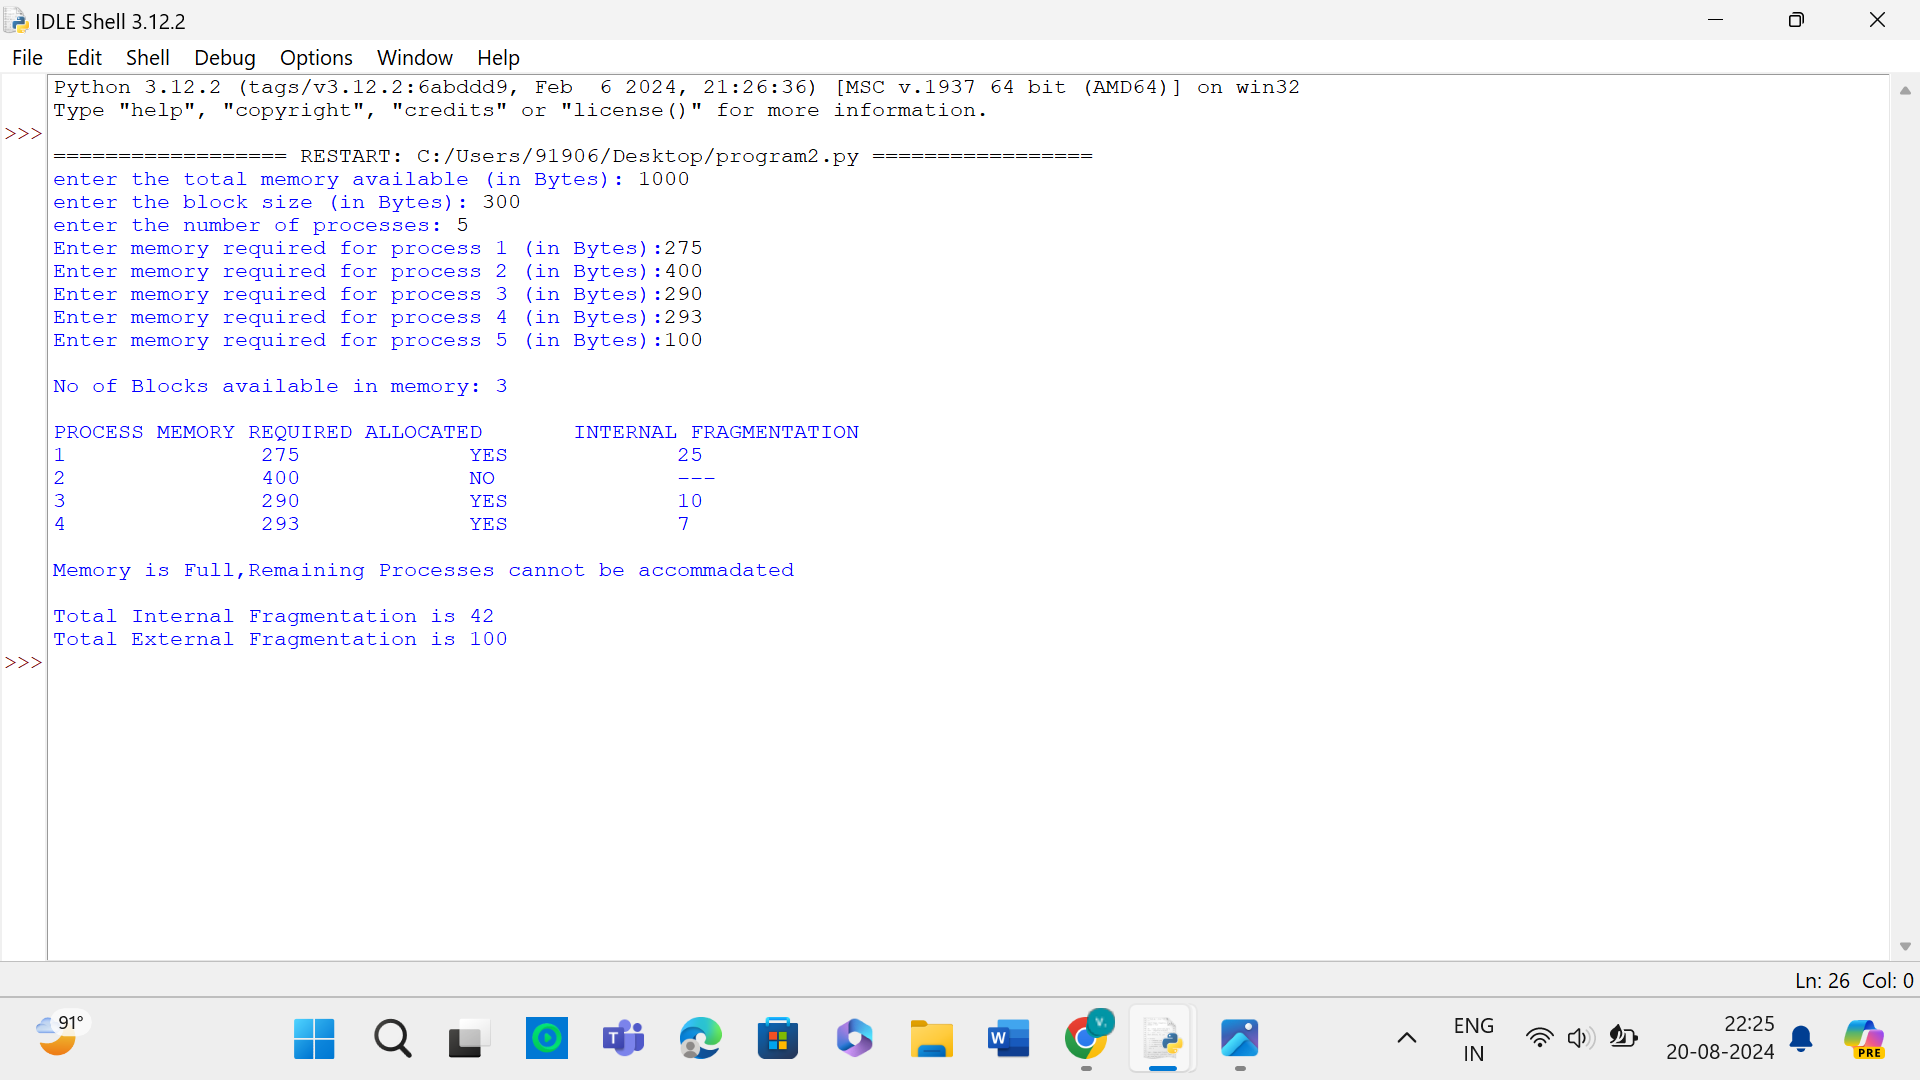 IDLE Shell 3.12.2
File Edit Shell Debug Options Window Help
Python 3.12.2 (tags/v3.12.2:6abddd9, Feb  6 2024, 21:26:36) [MSC v.1937 64 bit (AMD64)] on win32
Type "help", "copyright", "credits" or "license()" for more information.
>>>
================== RESTART: C:/Users/91906/Desktop/program2.py =================
enter the total memory available (in Bytes): 1000
enter the block size (in Bytes): 300
enter the number of processes: 5
Enter memory required for process 1 (in Bytes):275
Enter memory required for process 2 (in Bytes):400
Enter memory required for process 3 (in Bytes):290
Enter memory required for process 4 (in Bytes):293
Enter memory required for process 5 (in Bytes):100
No of Blocks available in memory: 3
PROCESS MEMORY REQUIRED ALLOCATED       INTERNAL FRAGMENTATION
1               275             YES             25
2               400             NO              ---
3               290             YES             10
4               293             YES             7
Memory is Full,Remaining Processes cannot be accommadated
Total Internal Fragmentation is 42
Total External Fragmentation is 100
>>>
Ln: 26 Col: 0
91°
ENG
IN
22:25
20-08-2024
PRE